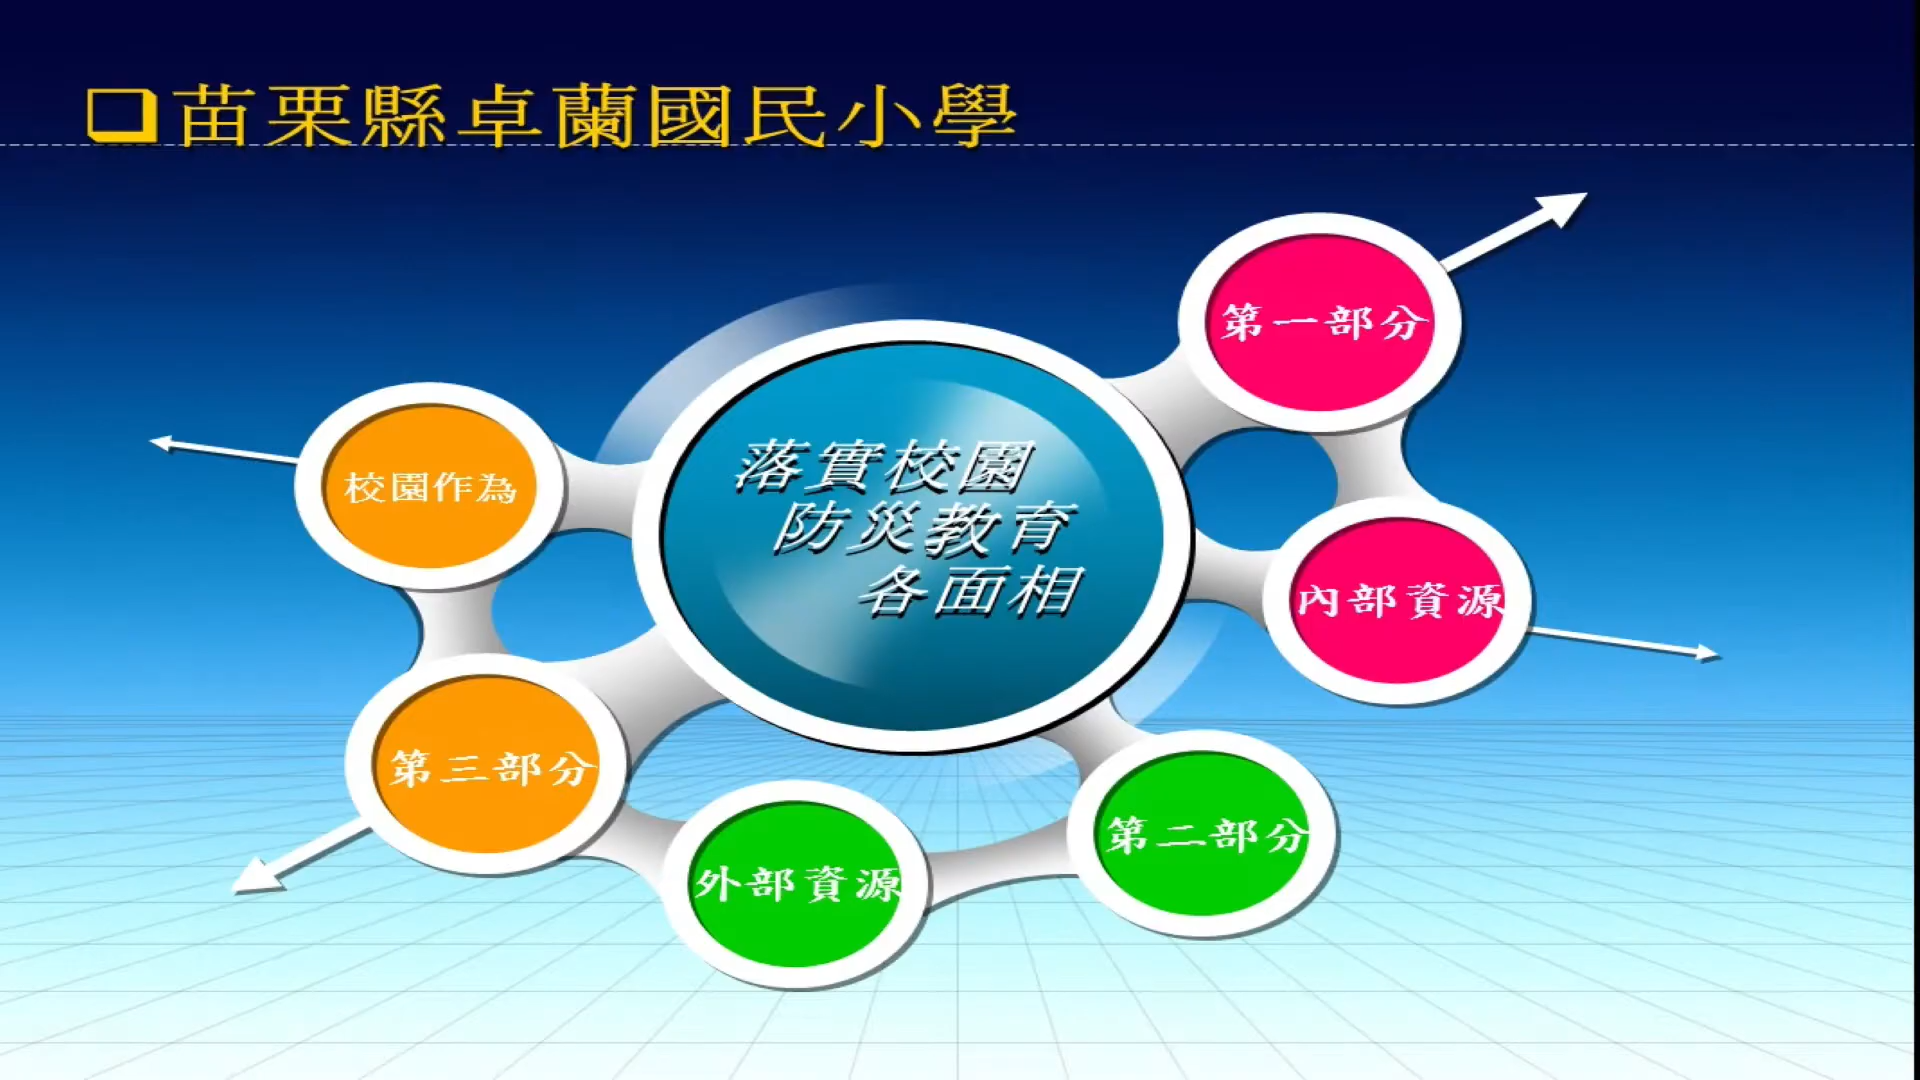 苗栗縣卓蘭國民小學
第一部分
落實校園
防災教育
各面相
校園作為
內部資源
第三部分
第二部分
外部資源